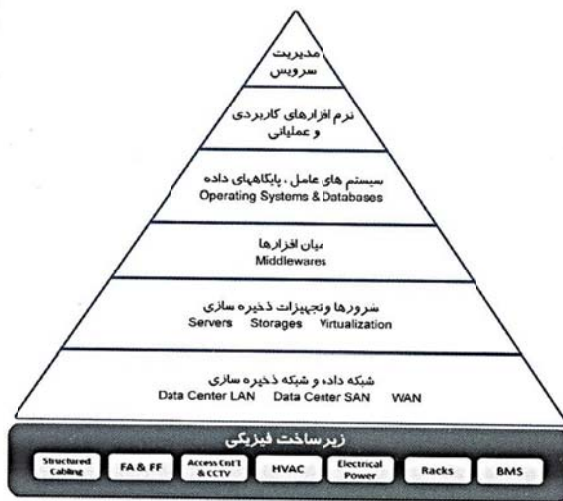 مدیریت
سرویس
نرم افزارهای کاربردی
و عملیاتی
سیستم های عامل ، پایگاههای داده
Operating Systems & Databases
میان افزارها
Middlewares
سرورها وتجهیزات ذخیره سازی
Servers Storages Virtualization
شبکه داده و شبکه ذخیره سازی
Data Center LAN Data Center SAN WAN
زیرساخت فیزیکی
Structured
Cabling
FA & FF
Access Cnt'l
& CCTV
HVAC
Electrical
Power
Racks
BMS